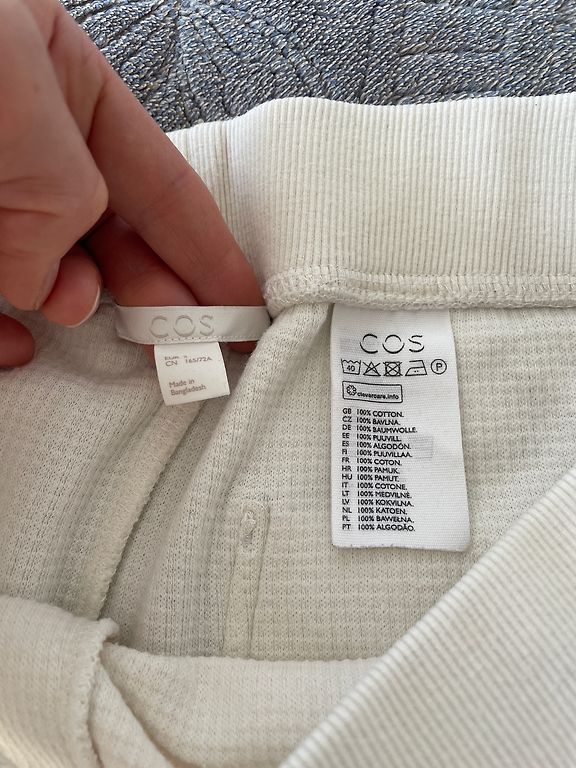 COS
EUR S
CN 165/72A
Made in
Bangladesh
COS
40 P
clevercare.info
GB 100% COTTON.
CZ 100% BAVLNA.
DE 100% BAUMWOLLE.
EE 100% PUUVILL.
ES 100% ALGODÓN.
FI 100% PUUVILLAA.
FR 100% COTON.
HR 100% PAMUK.
HU 100% PAMUT.
IT 100% COTONE.
LT 100% MEDVILNĖ.
LV 100% KOKVILNA.
NL 100% KATOEN.
PL 100% BAWEŁNA.
PT 100% ALGODÃO.